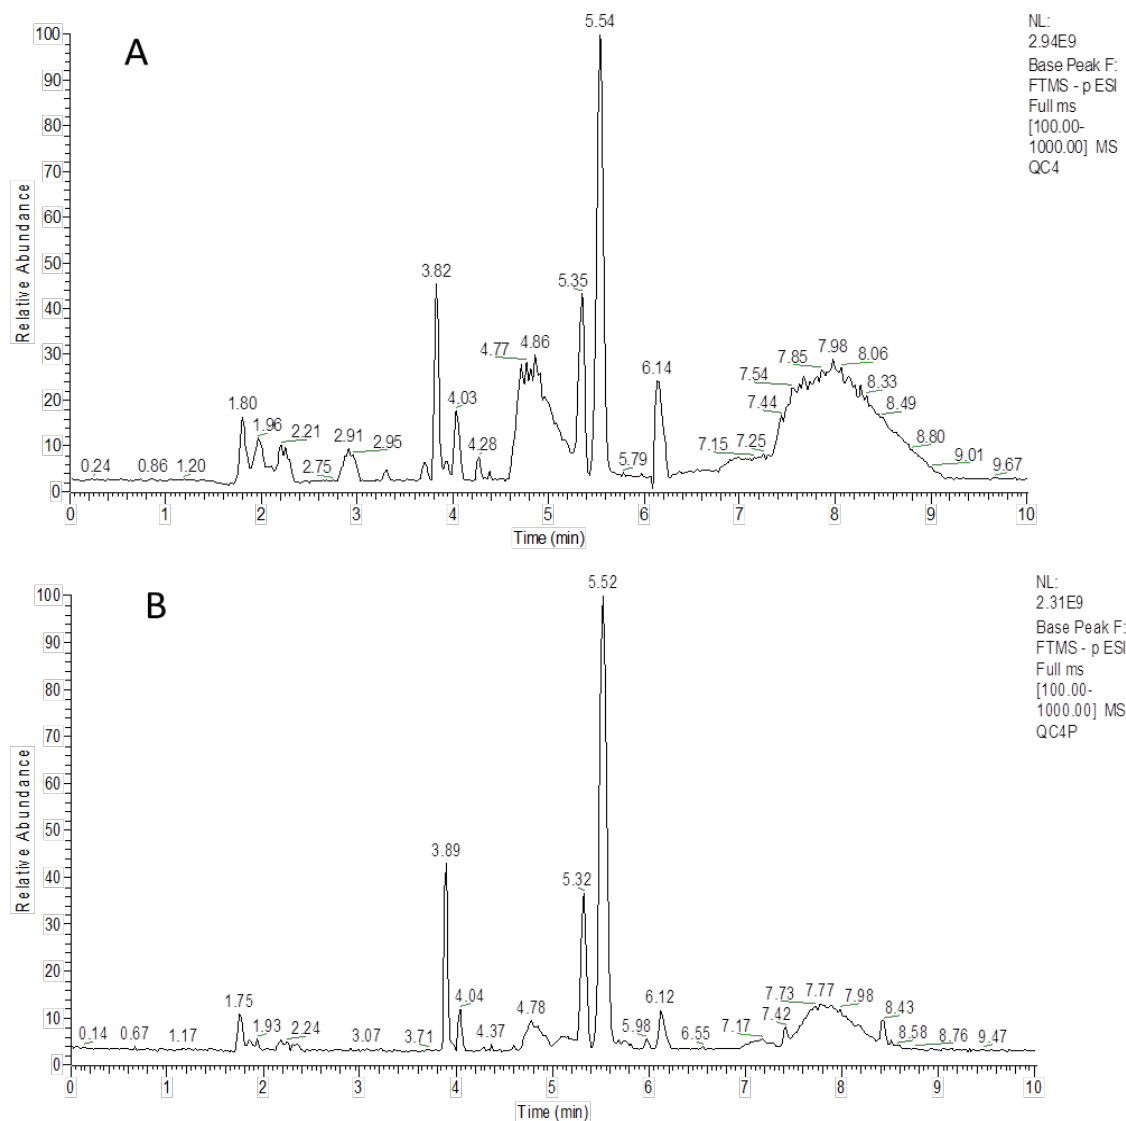 A
NL:
2.94E9
Base Peak F:
FTMS - p ESI
Full ms
[100.00-
1000.00] MS
QC4
Relative Abundance
100
90
80
70
60
50
40
30
20
10
0
5.54
3.82
5.35
4.77 4.86
7.98
7.85 8.06
7.54 8.33
6.14
7.44 8.49
1.80 4.03
1.96 2.21
2.91 2.95
4.28
8.80
7.15 7.25
9.01
0.24 0.86 1.20 2.75 5.79 9.67
0 1 2 3 4 5 6 7 8 9 10
Time (min)
B
NL:
2.31E9
Base Peak F:
FTMS - p ESI
Full ms
[100.00-
1000.00] MS
QC4P
Relative Abundance
100
90
80
70
60
50
40
30
20
10
0
5.52
3.89
5.32
7.73 7.77 7.98
1.75 4.04 4.78 6.12 7.42 8.43
1.93 2.24 5.98 7.17
0.14 0.67 1.17 3.07 3.71 4.37 6.55 8.58 8.76 9.47
0 1 2 3 4 5 6 7 8 9 10
Time (min)